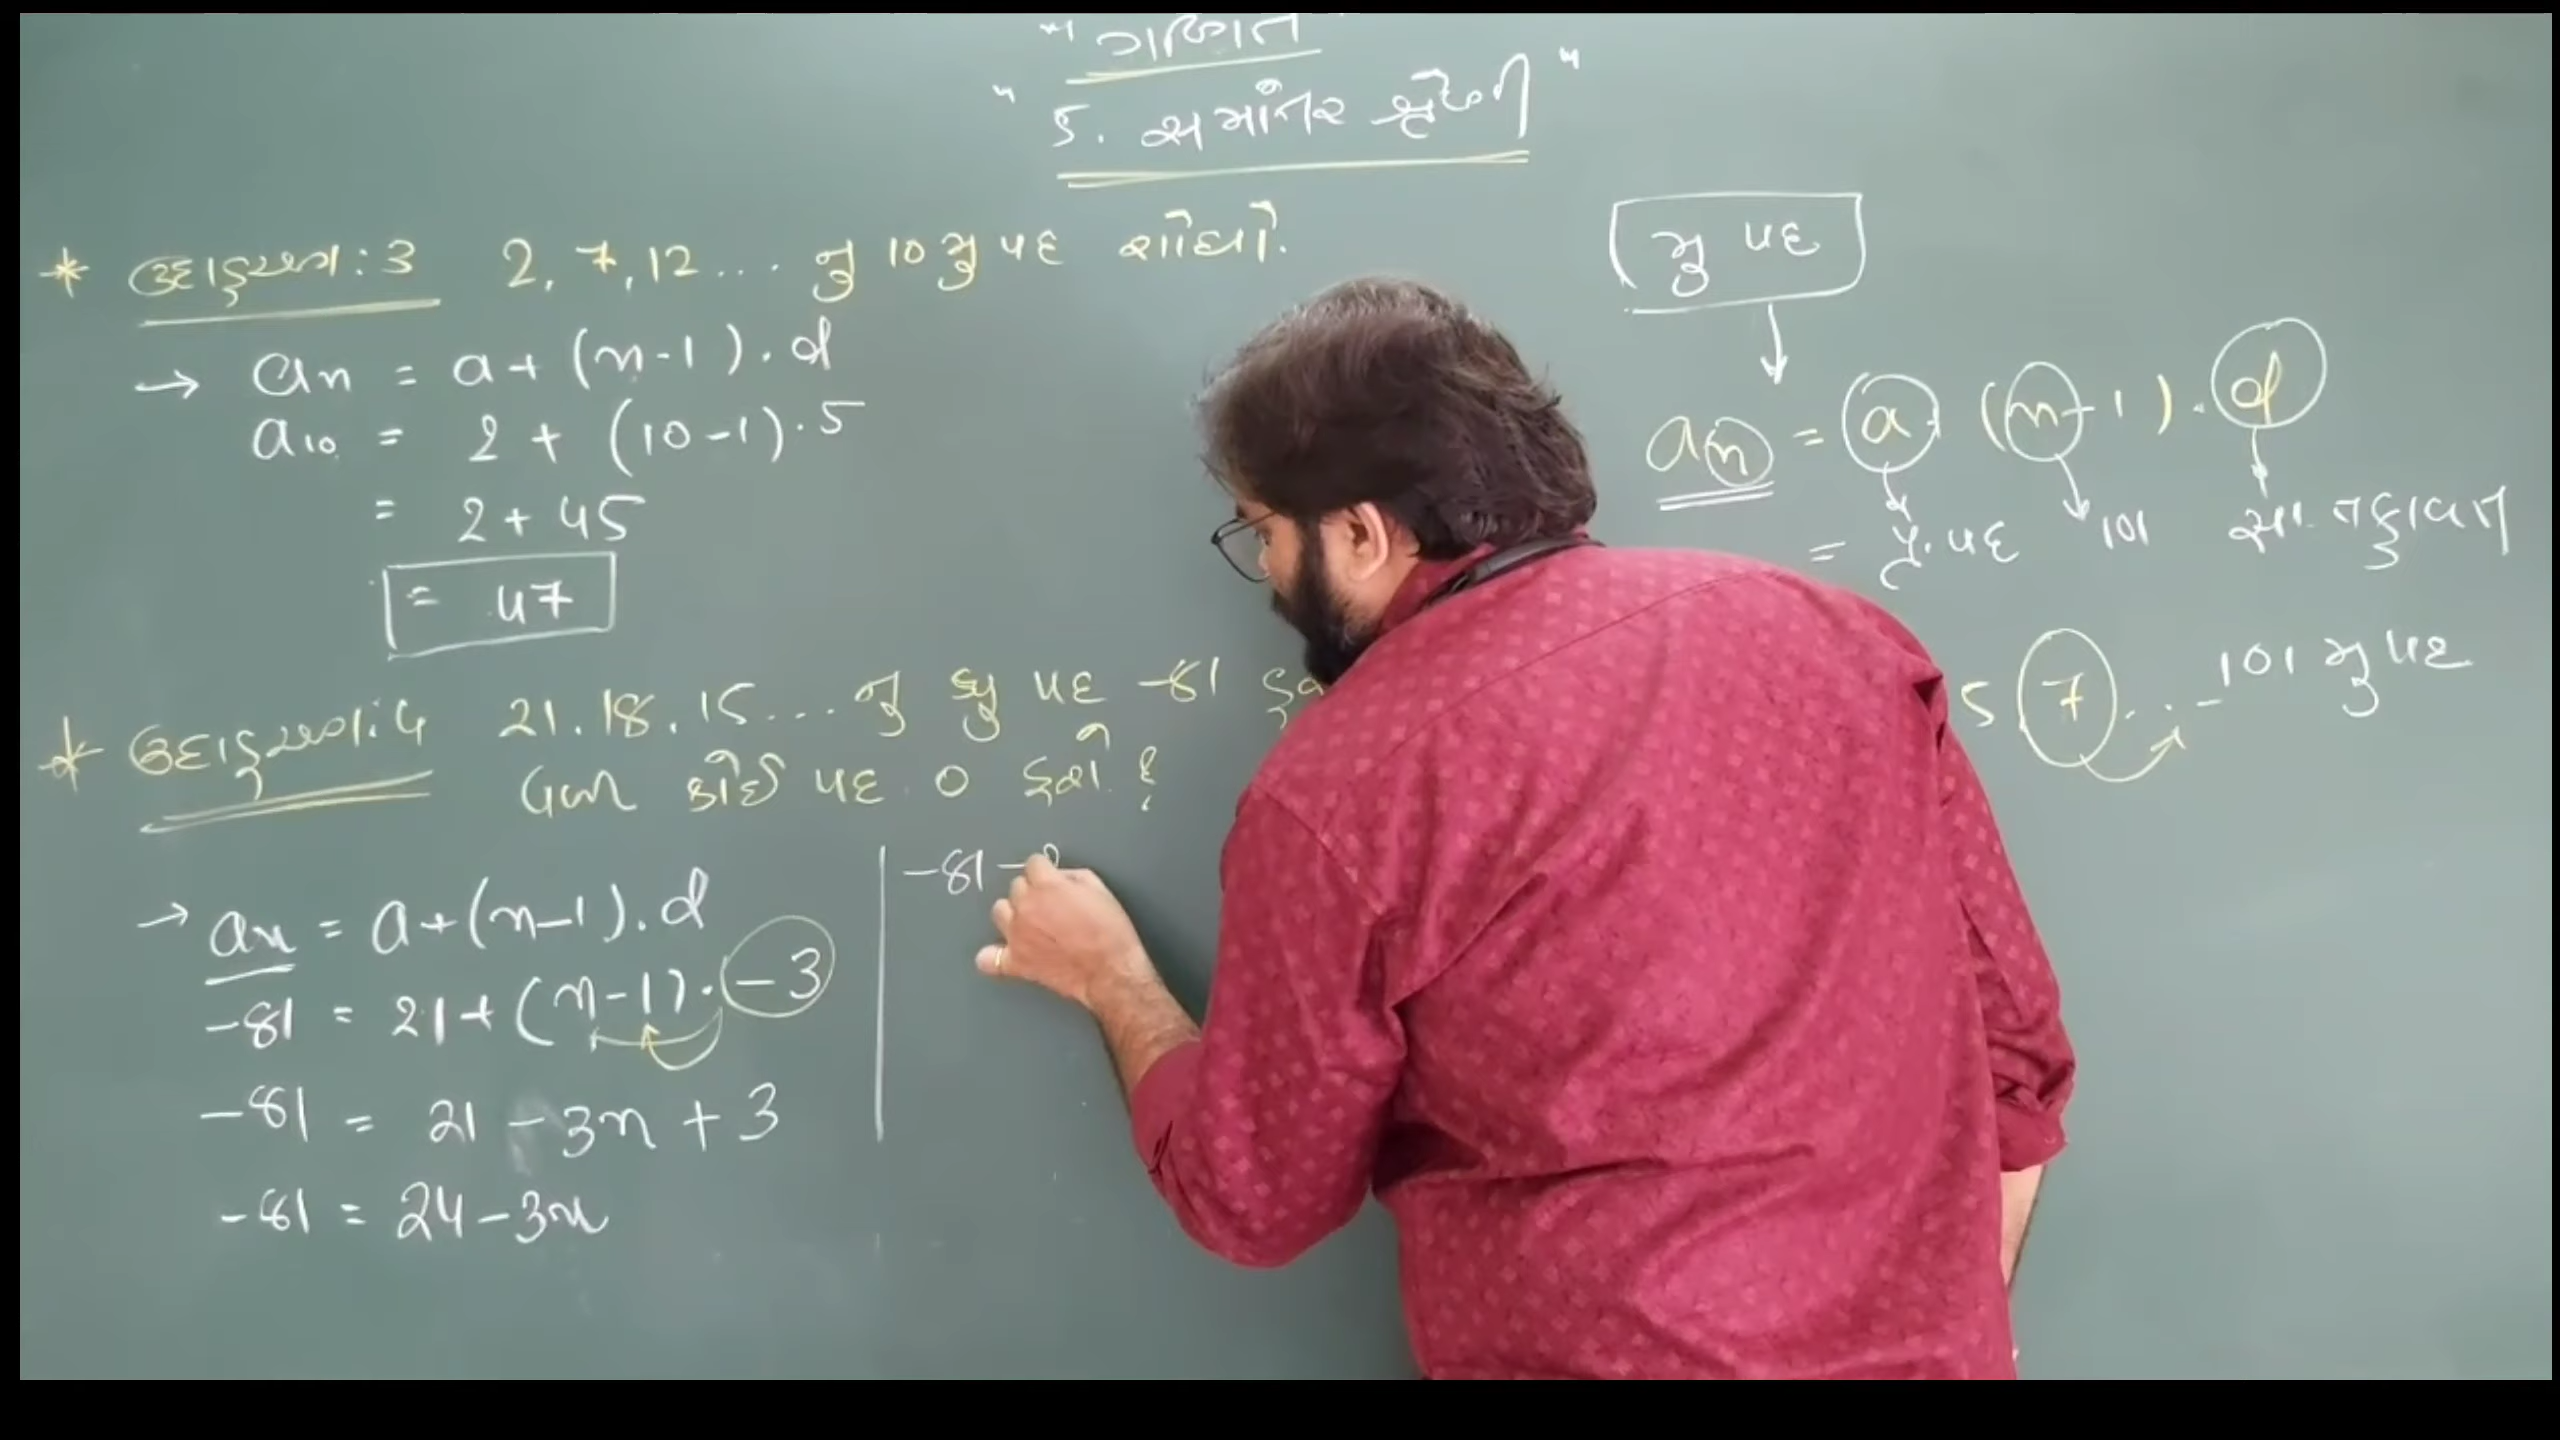 " ગણિત "
" 5. સમાંતર શ્રેણી "
* ઉદાહરણ : 3 2, 7, 12... નુ 10 મુ પદ શોધો.
→ an = a + (n-1) . d
a10 = 2 + (10-1) . 5
= 2 + 45
= 47
* ઉદાહરણ : 4 21. 18. 15.... નુ કયુ પદ -81
કોઈ પદ 0 હશે ?
→ an = a + (n-1) . d
-81 = 21 + (n-1) . -3
-81 = 21 - 3n + 3
-81 = 24 - 3n
-81 -
મુ પદ
an = a + (n-1) . d
= પ્ર. પદ 101 સા. તફાવત
5 7 ... 101 મુ પદ